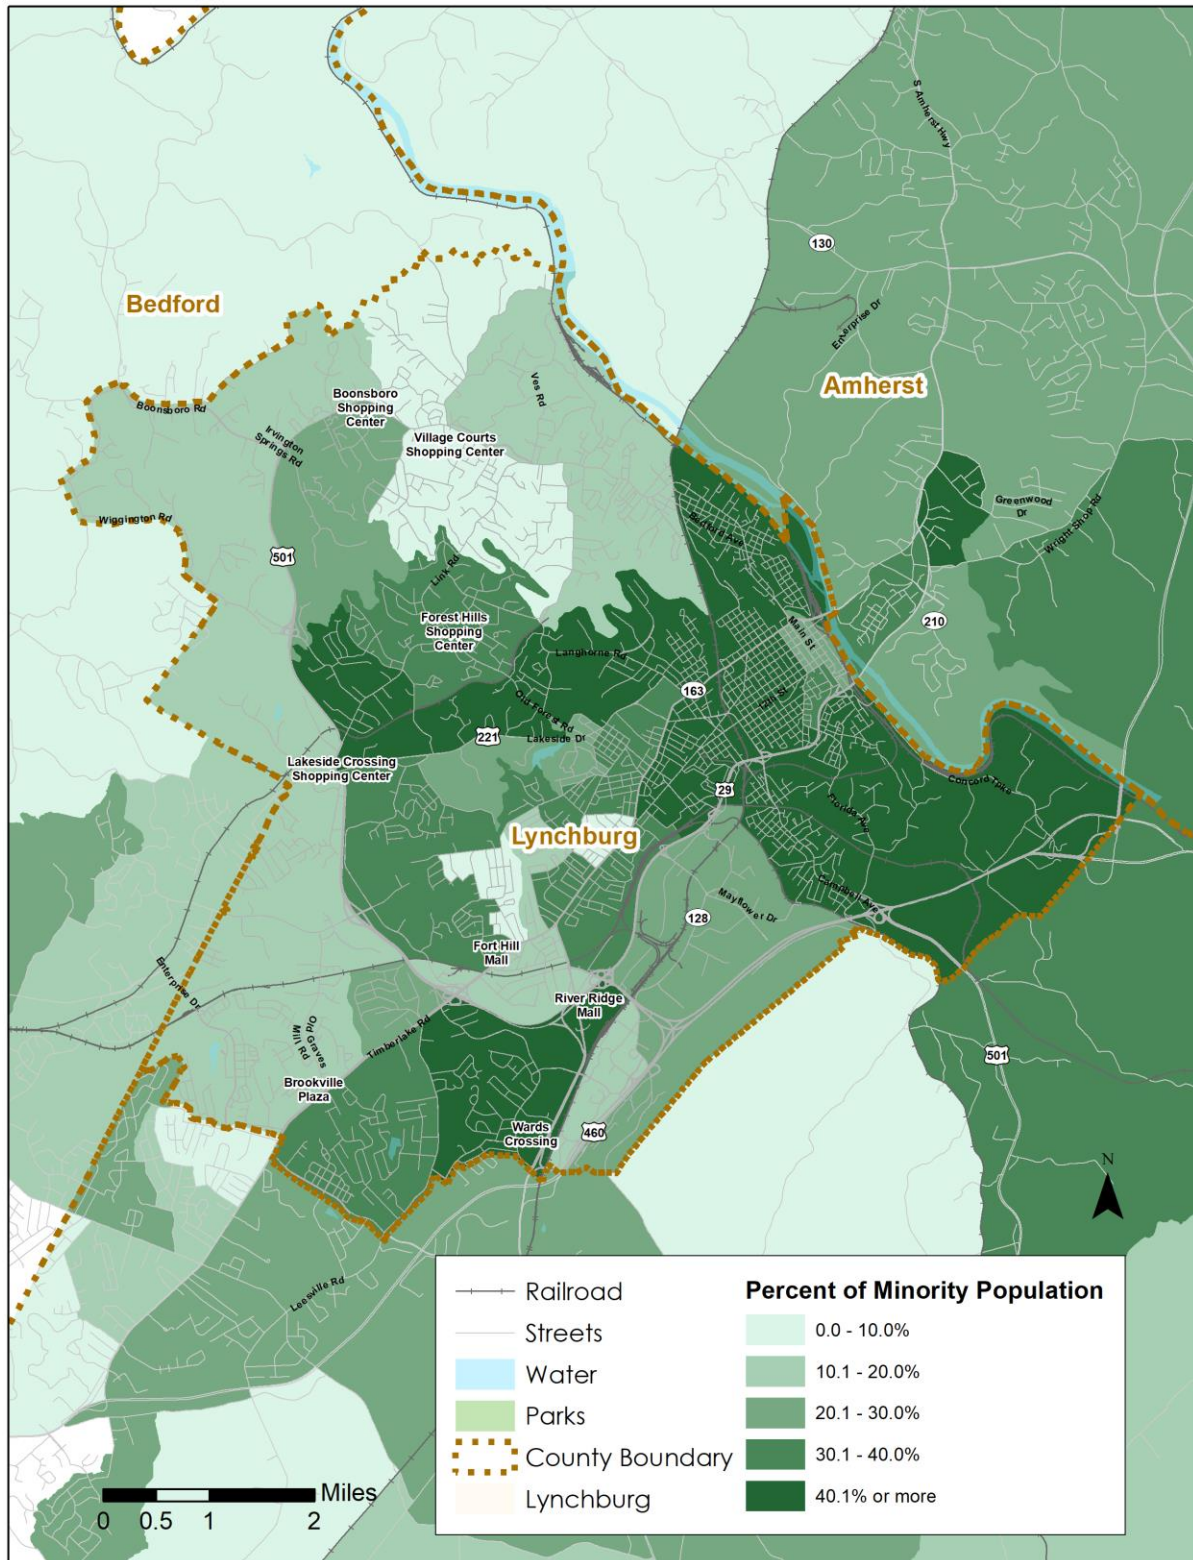 S Amherst Hwy
130
Bedford
Enterprise Dr
Amherst
Boonsboro
Shopping
Center
Ves Rd
Boonsboro Rd
Irvington
Springs Rd
Village Courts
Shopping Center
Greenwood
Dr
Wright Shop Rd
Wiggington Rd
Bedford Ave
501
Link Rd
Forest Hills
Shopping
Center
210
Main St
Langhorne Rd
163
12th St
Old Forest Rd
221
Lakeside Dr
Lakeside Crossing
Shopping Center
Concord Tpke
29
Florida Ave
Lynchburg
Campbell Ave
Mayflower Dr
128
Fort Hill
Mall
Enterprise Dr
River Ridge
Mall
Old Graves
Mill Rd
Timberlake Rd
501
Brookville
Plaza
Wards
Crossing
460
N
Leesville Rd
Railroad
Streets
Water
Parks
County Boundary
Lynchburg
Percent of Minority Population
0.0 - 10.0%
10.1 - 20.0%
20.1 - 30.0%
30.1 - 40.0%
40.1% or more
Miles
0 0.5 1 2